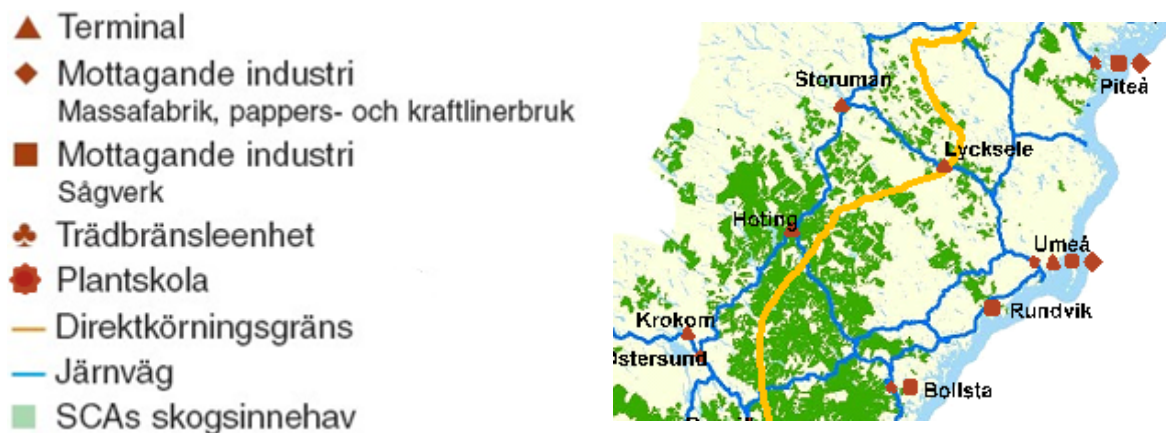 Terminal
Mottagande industri
Massafabrik, pappers- och kraftlinerbruk
Mottagande industri
Sågverk
Trädbränsleenhet
Plantskola
Direktkörningsgräns
Järnväg
SCAs skogsinnehav
Storuman
Piteå
Lycksele
Hoting
Umeå
Krokom
Rundvik
stersund
Bollsta